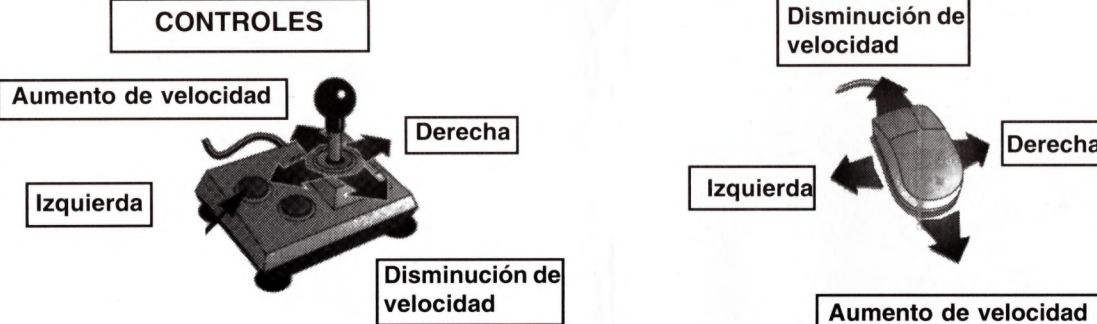 CONTROLES
Aumento de velocidad
Derecha
Izquierda
Disminución de
velocidad
Disminución de
velocidad
Derecha
Izquierda
Aumento de velocidad